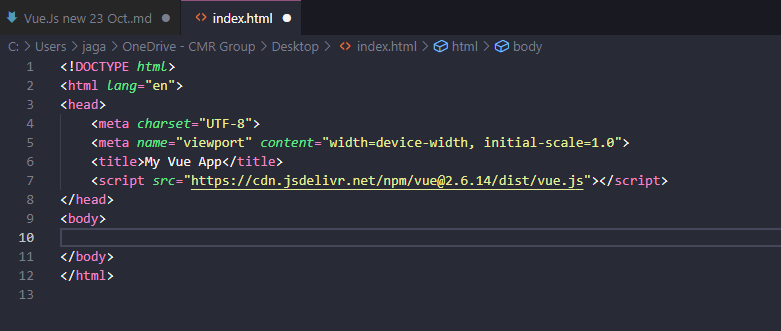 Vue.Js new 23 Oct..md ● <> index.html ●
C: > Users > jaga > OneDrive - CMR Group > Desktop > <> index.html > html > body
1 <!DOCTYPE html>
2 <html lang="en">
3 <head>
4     <meta charset="UTF-8">
5     <meta name="viewport" content="width=device-width, initial-scale=1.0">
6     <title>My Vue App</title>
7     <script src="https://cdn.jsdelivr.net/npm/vue@2.6.14/dist/vue.js"></script>
8 </head>
9 <body>
10
11 </body>
12 </html>
13